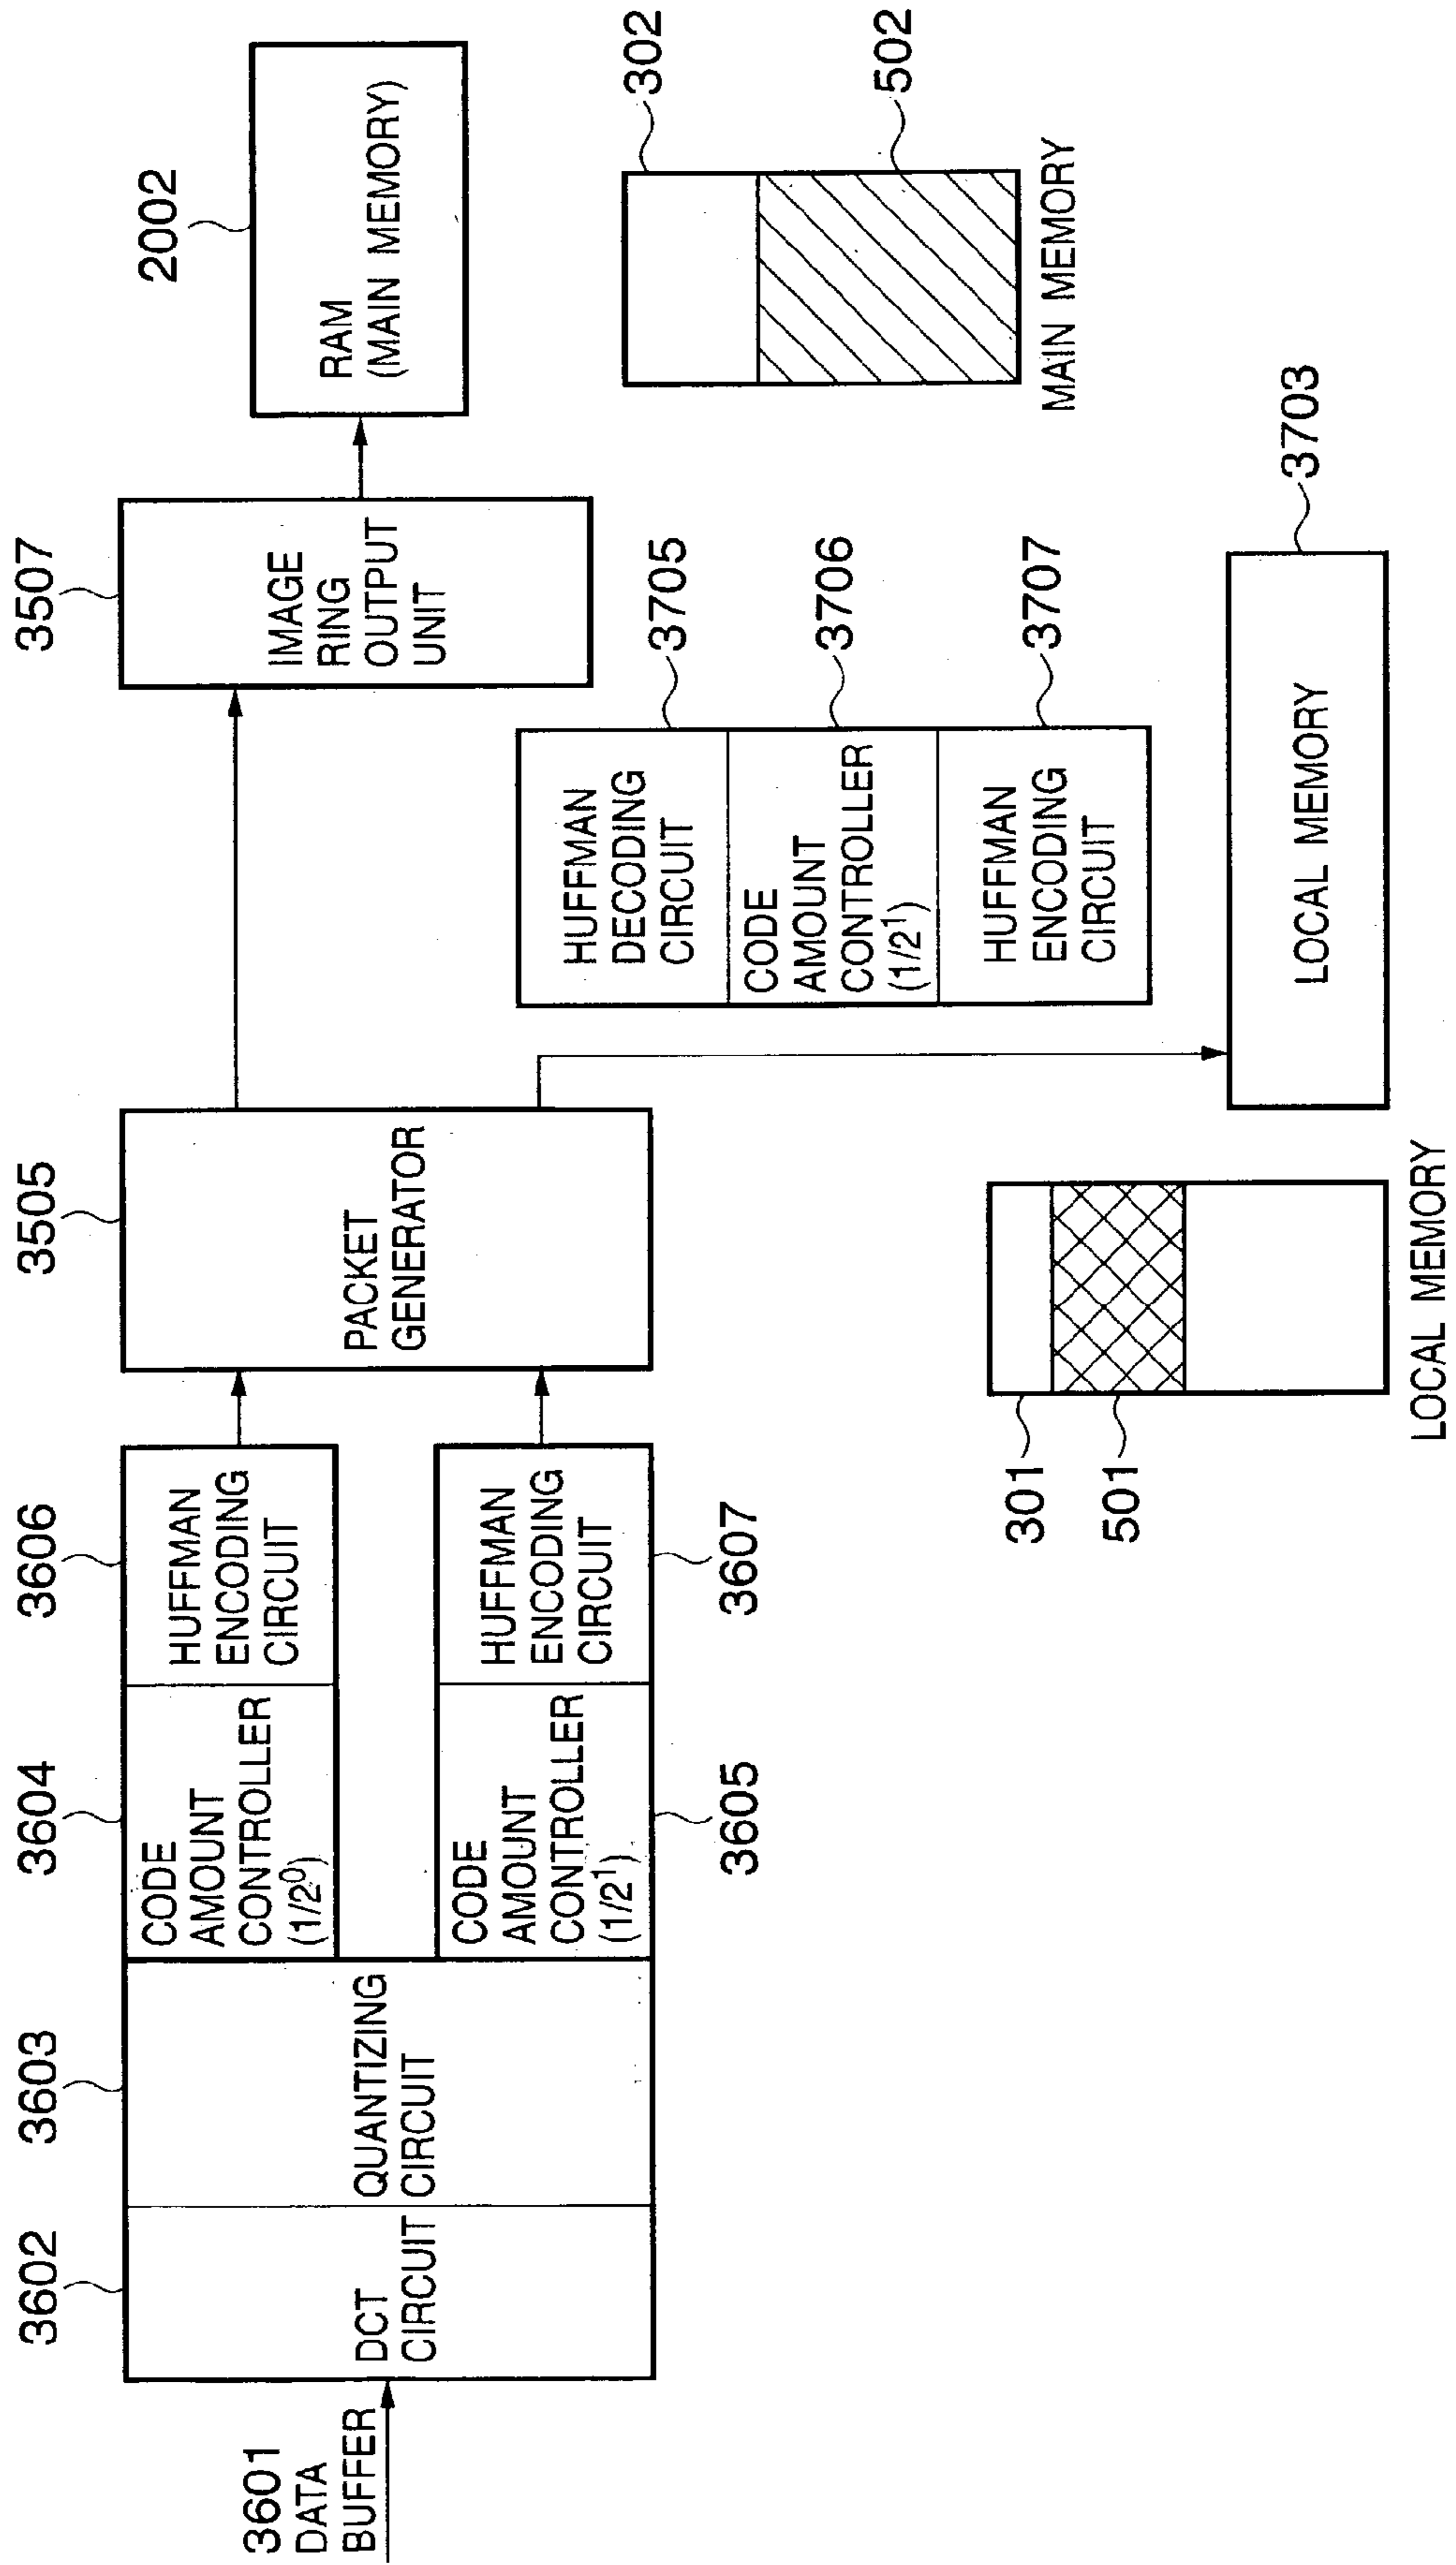 3601
DATA
BUFFER
3602
DCT
CIRCUIT
3603
QUANTIZING
CIRCUIT
3604
CODE
AMOUNT
CONTROLLER
(1/2⁰)
3606
HUFFMAN
ENCODING
CIRCUIT
CODE
AMOUNT
CONTROLLER
(1/2¹)
3605
HUFFMAN
ENCODING
CIRCUIT
3607
3505
PACKET
GENERATOR
3507
IMAGE
RING
OUTPUT
UNIT
2002
RAM
(MAIN MEMORY)
302
502
MAIN MEMORY
HUFFMAN
DECODING
CIRCUIT
3705
CODE
AMOUNT
CONTROLLER
(1/2¹)
3706
HUFFMAN
ENCODING
CIRCUIT
3707
LOCAL MEMORY
3703
301
501
LOCAL MEMORY